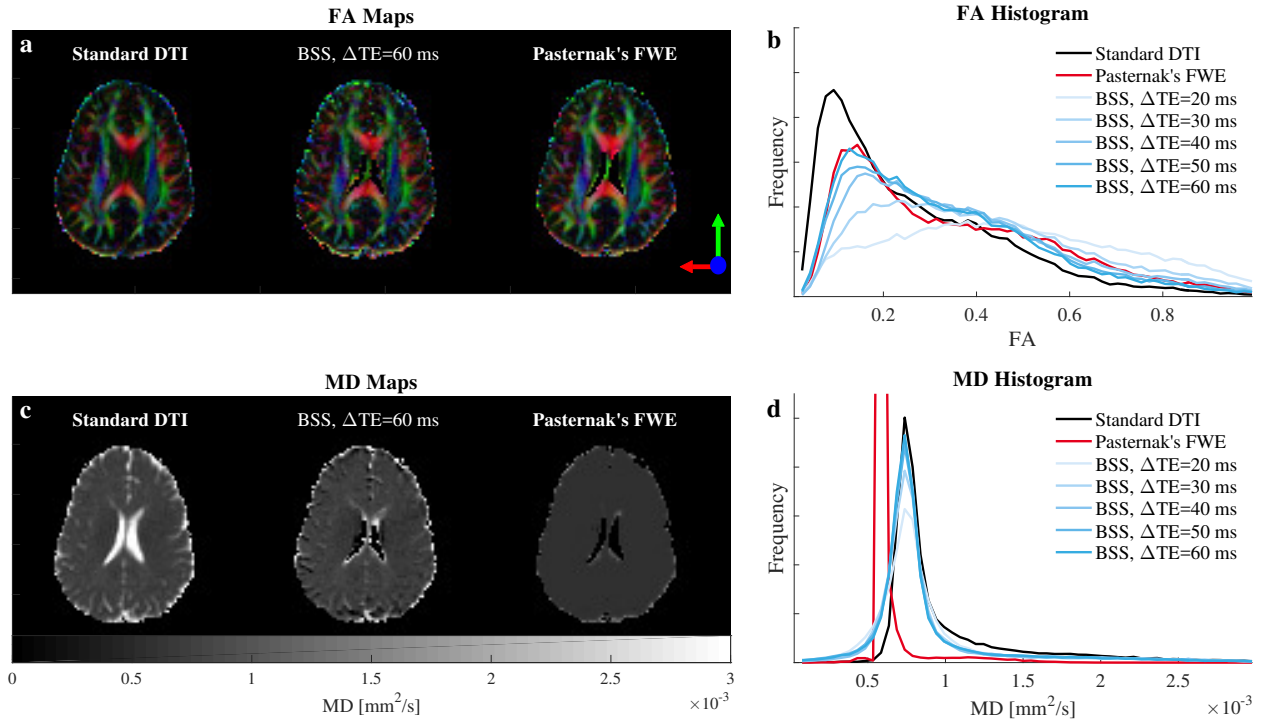 FA Maps
a
Standard DTI
BSS, ΔTE=60 ms
Pasternak's FWE
FA Histogram
b
Standard DTI
Pasternak's FWE
BSS, ΔTE=20 ms
BSS, ΔTE=30 ms
BSS, ΔTE=40 ms
BSS, ΔTE=50 ms
BSS, ΔTE=60 ms
Frequency
0.2 0.4 0.6 0.8
FA
MD Maps
c
Standard DTI
BSS, ΔTE=60 ms
Pasternak's FWE
0 0.5 1 1.5 2 2.5 3
MD [mm²/s]
×10⁻³
MD Histogram
d
Standard DTI
Pasternak's FWE
BSS, ΔTE=20 ms
BSS, ΔTE=30 ms
BSS, ΔTE=40 ms
BSS, ΔTE=50 ms
BSS, ΔTE=60 ms
Frequency
0.5 1 1.5 2 2.5
MD [mm²/s]
×10⁻³